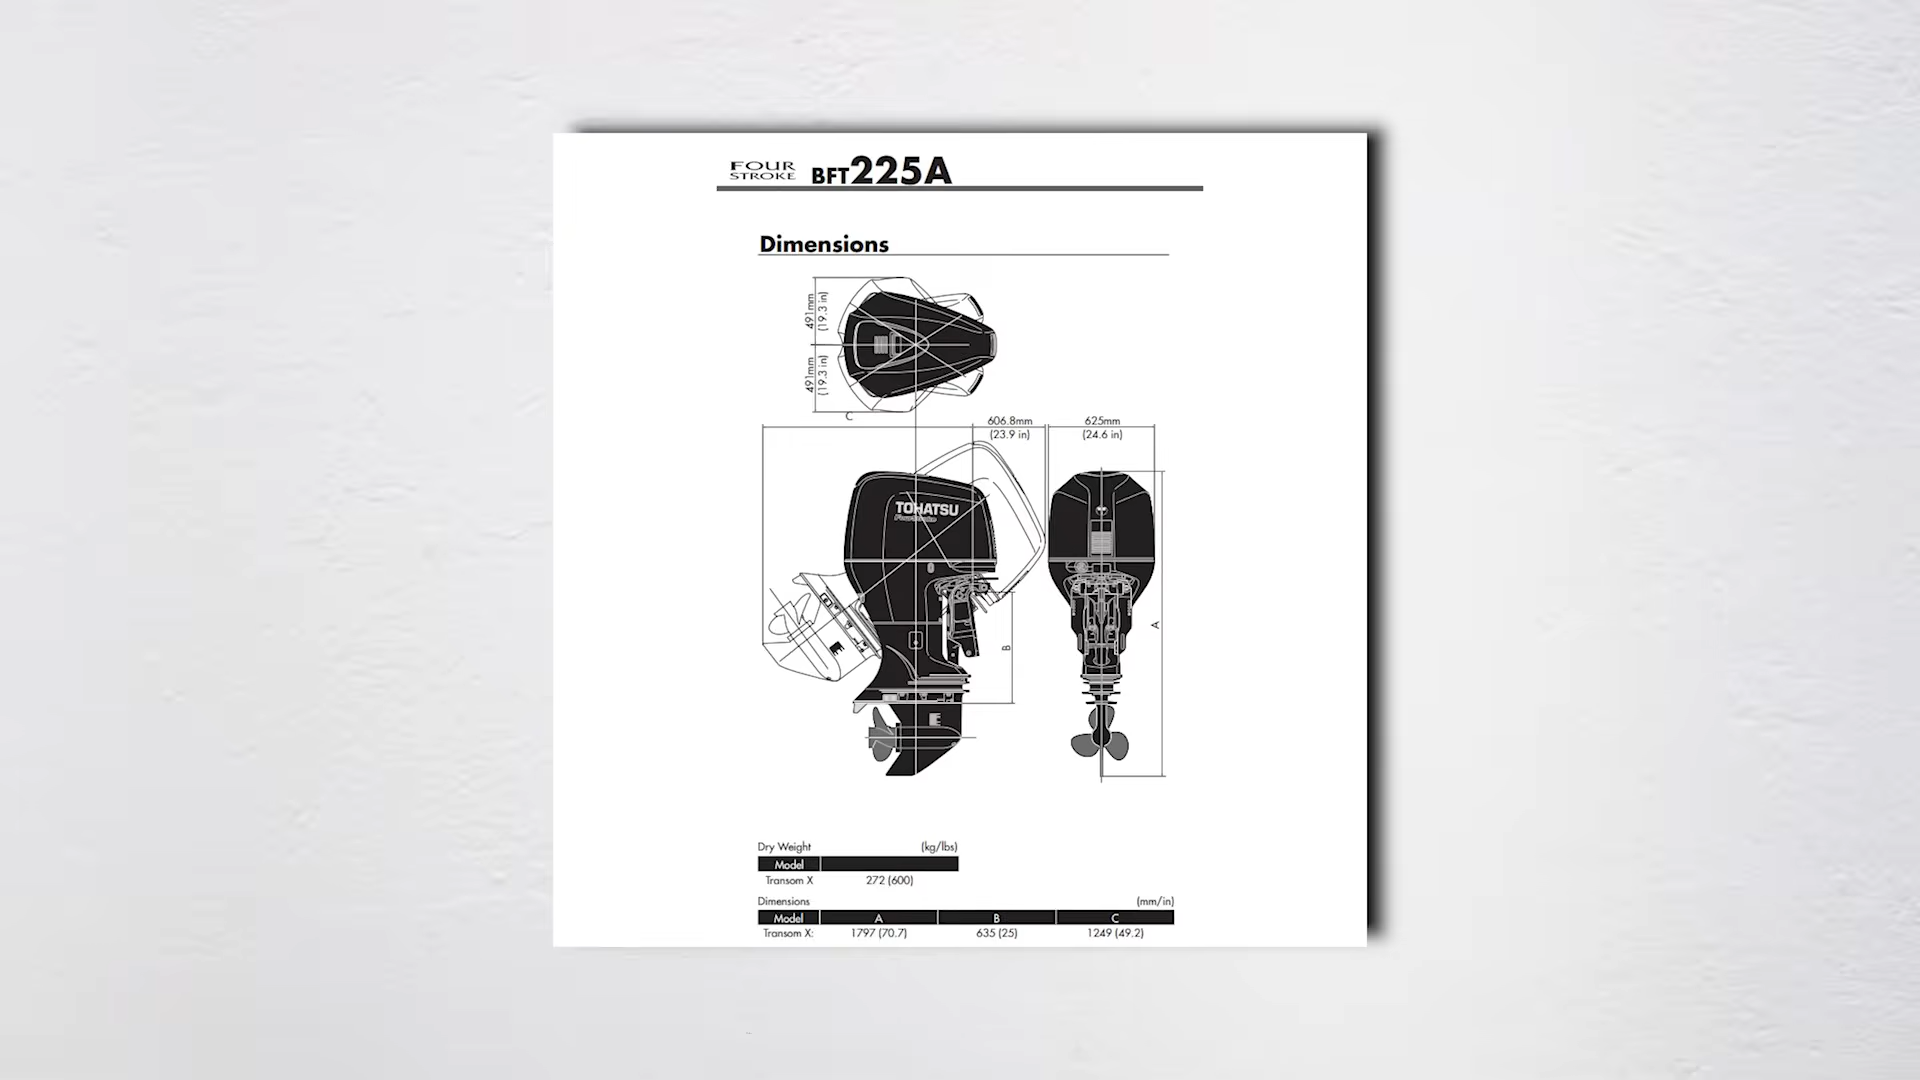 FOUR
STROKE
BFT225A
Dimensions
491mm
(19.3 in)
491mm
(19.3 in)
C
606.8mm
(23.9 in)
625mm
(24.6 in)
TOHATSU
FourStroke
A
B
E
E
Dry Weight (kg/lbs)
Model
Transom X 272 (600)
Dimensions (mm/in)
Model A B C
Transom X: 1797 (70.7) 635 (25) 1249 (49.2)